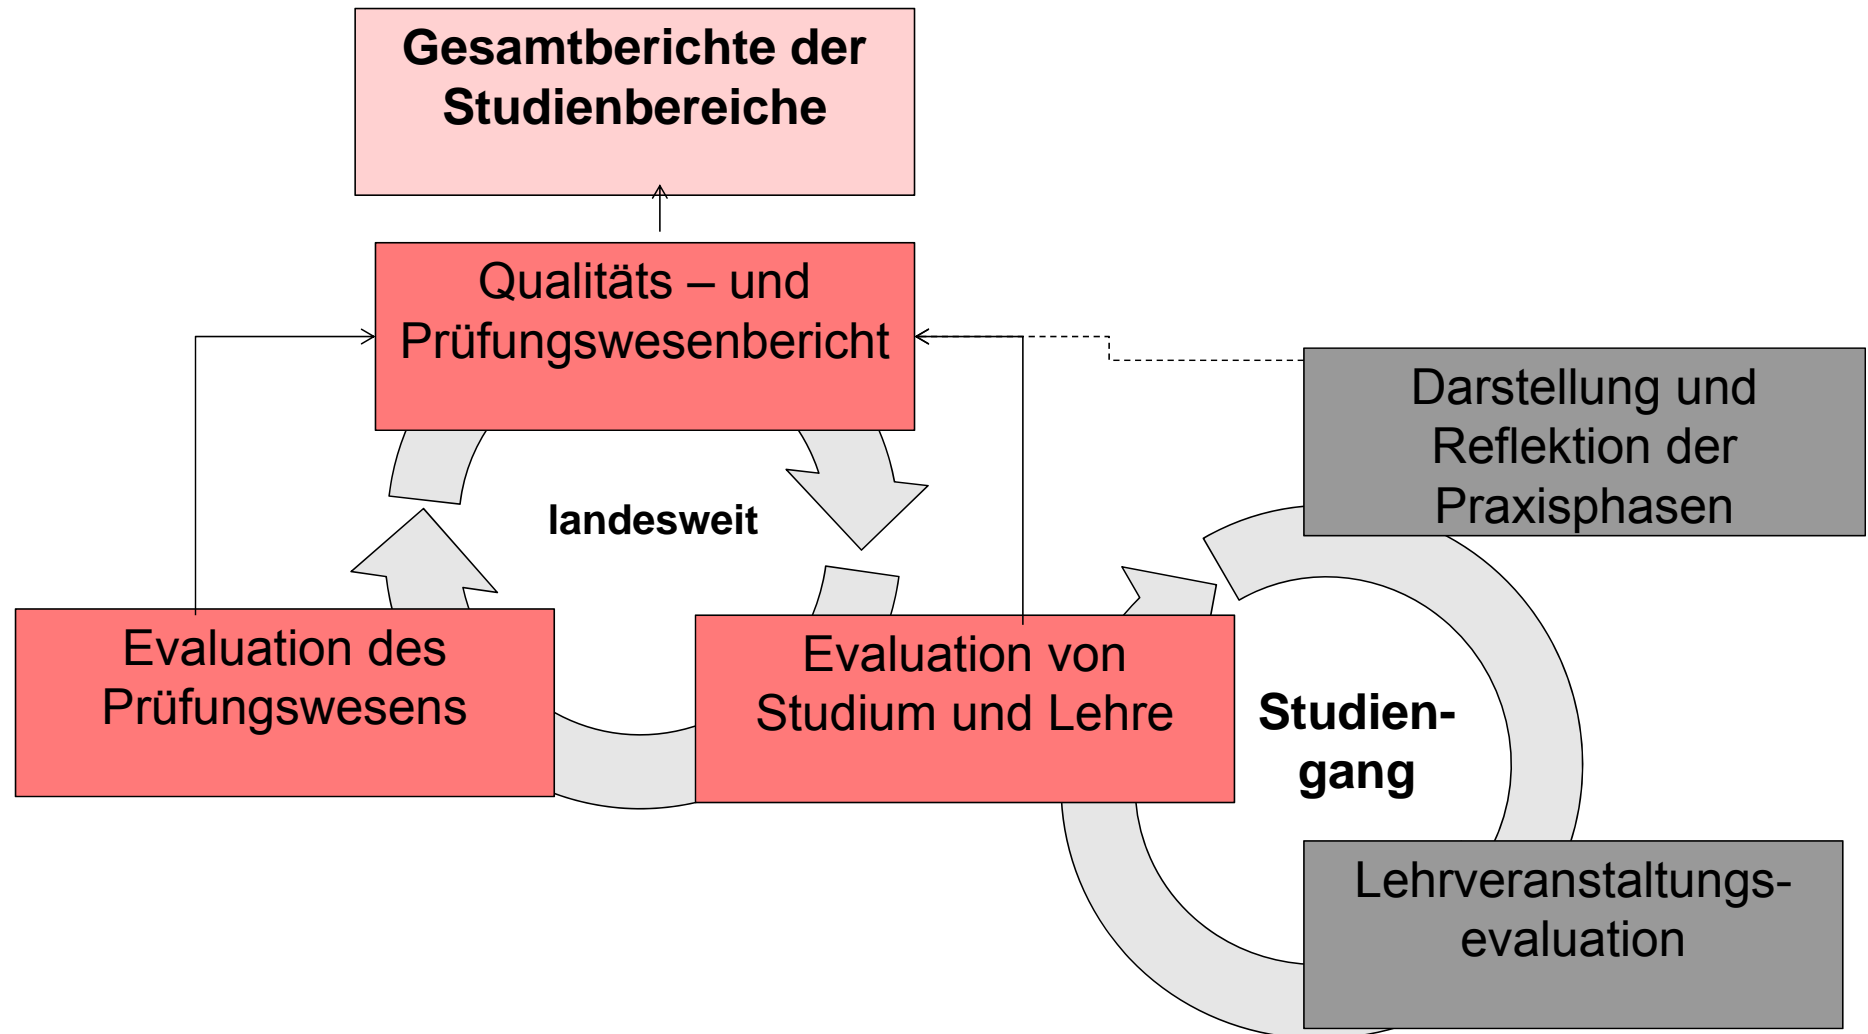 Gesamtberichte der
Studienbereiche
Qualitäts – und
Prüfungswesenbericht
Darstellung und
Reflektion der
Praxisphasen
landesweit
Evaluation des
Prüfungswesens
Evaluation von
Studium und Lehre
Studien-
gang
Lehrveranstaltungs-
evaluation